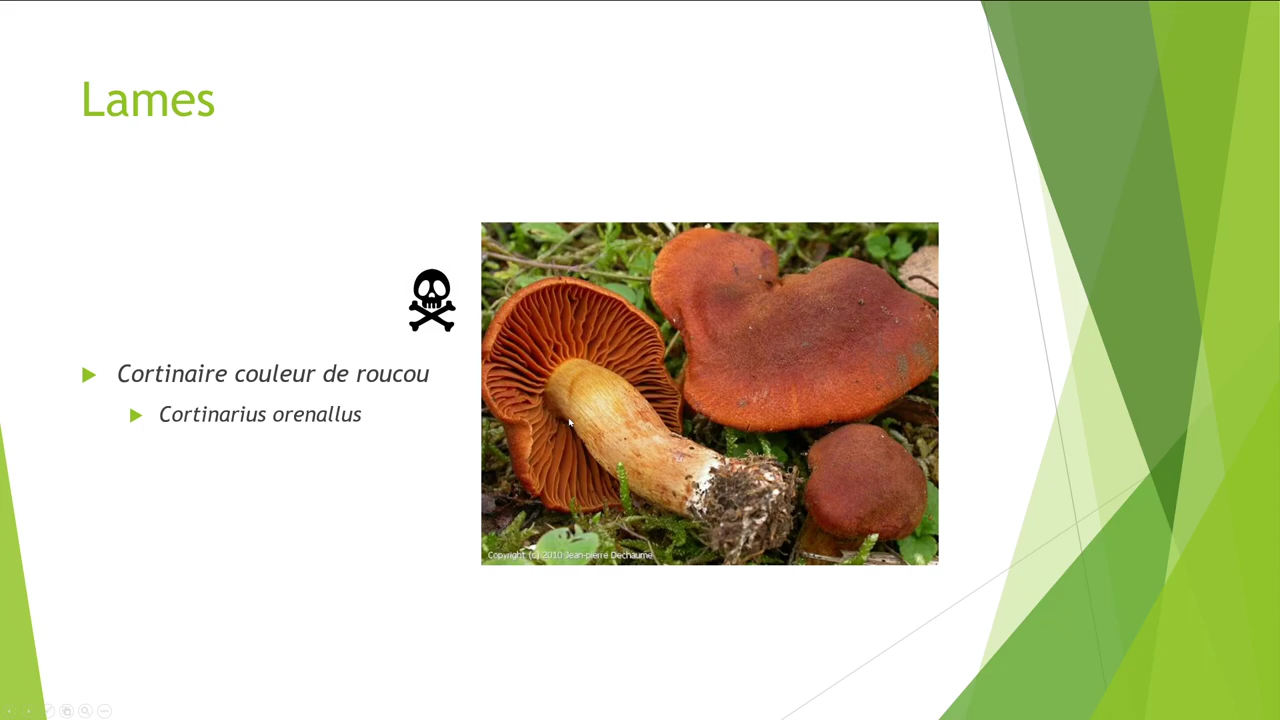 Lames
Cortinaire couleur de roucou
Cortinarius orenallus
Copyright (c) 2010 Jean-pierre Dechaume